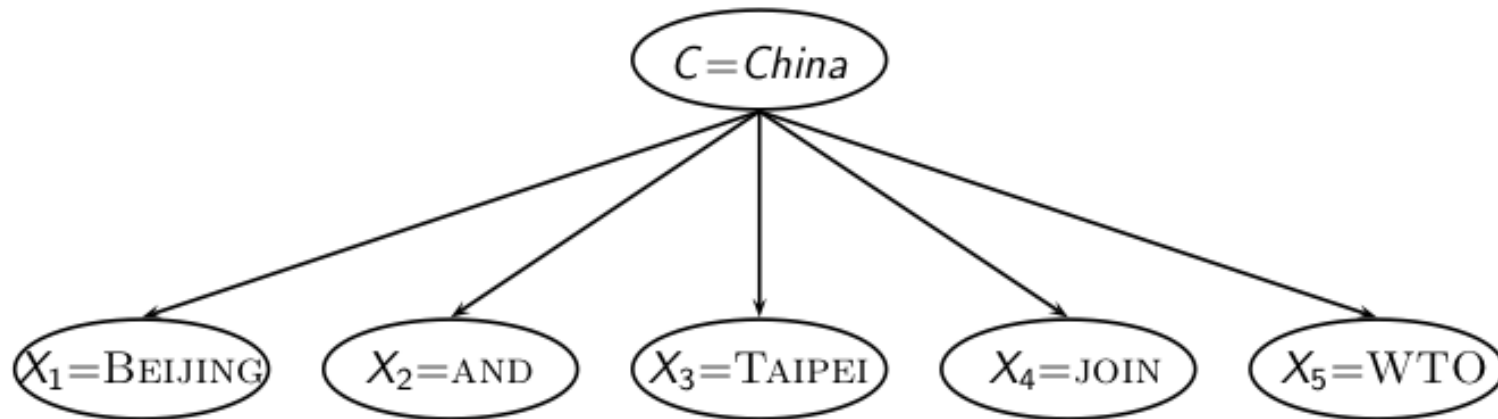 C=China
X₁=BEIJING X₂=AND X₃=TAIPEI X₄=JOIN X₅=WTO